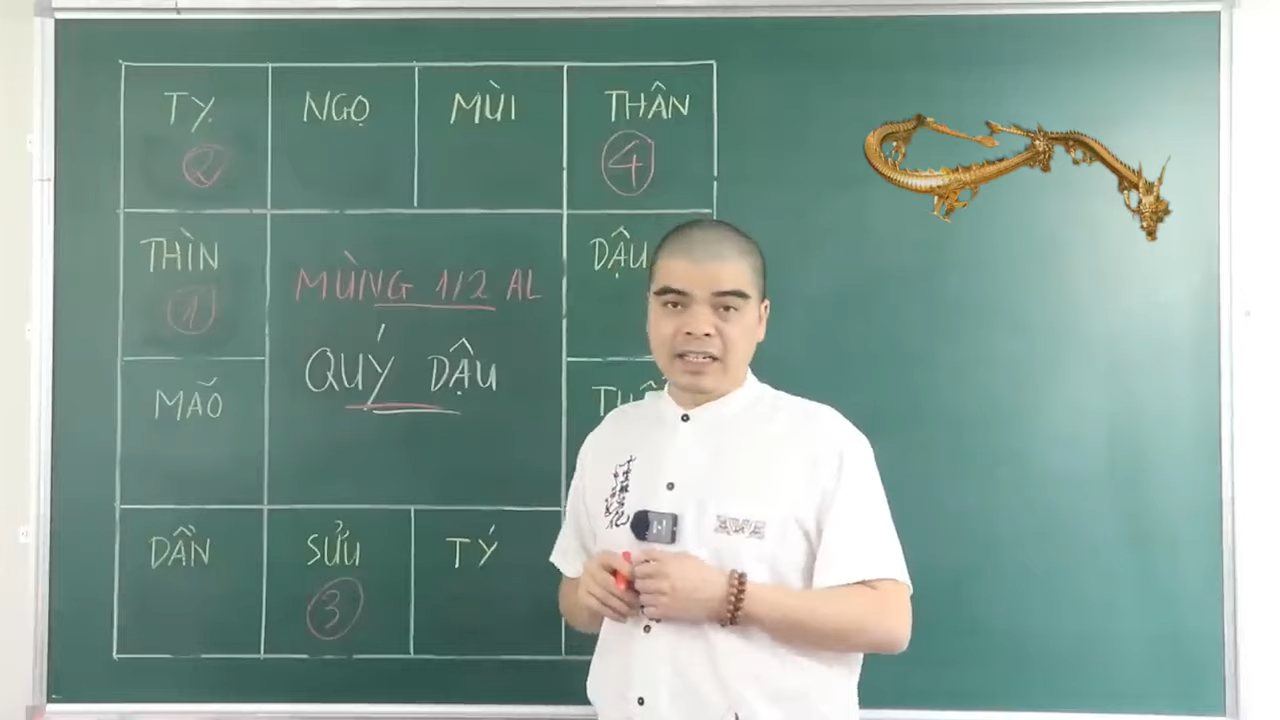 TỴ
NGỌ
MÙI
THÂN
2
4
THÌN
DẬU
1
MÙNG 1/2 AL
QUÝ DẬU
MÃO
DẦN
SỬU
TÝ
3